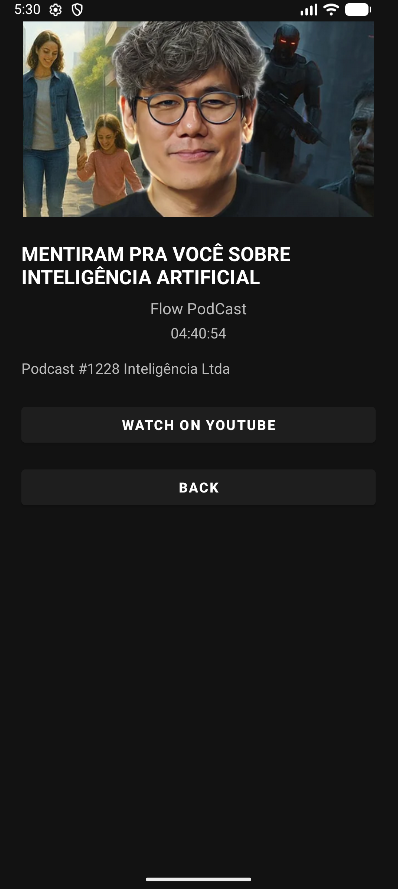 5:30
MENTIRAM PRA VOCÊ SOBRE
INTELIGÊNCIA ARTIFICIAL
Flow PodCast
04:40:54
Podcast #1228 Inteligência Ltda
WATCH ON YOUTUBE
BACK